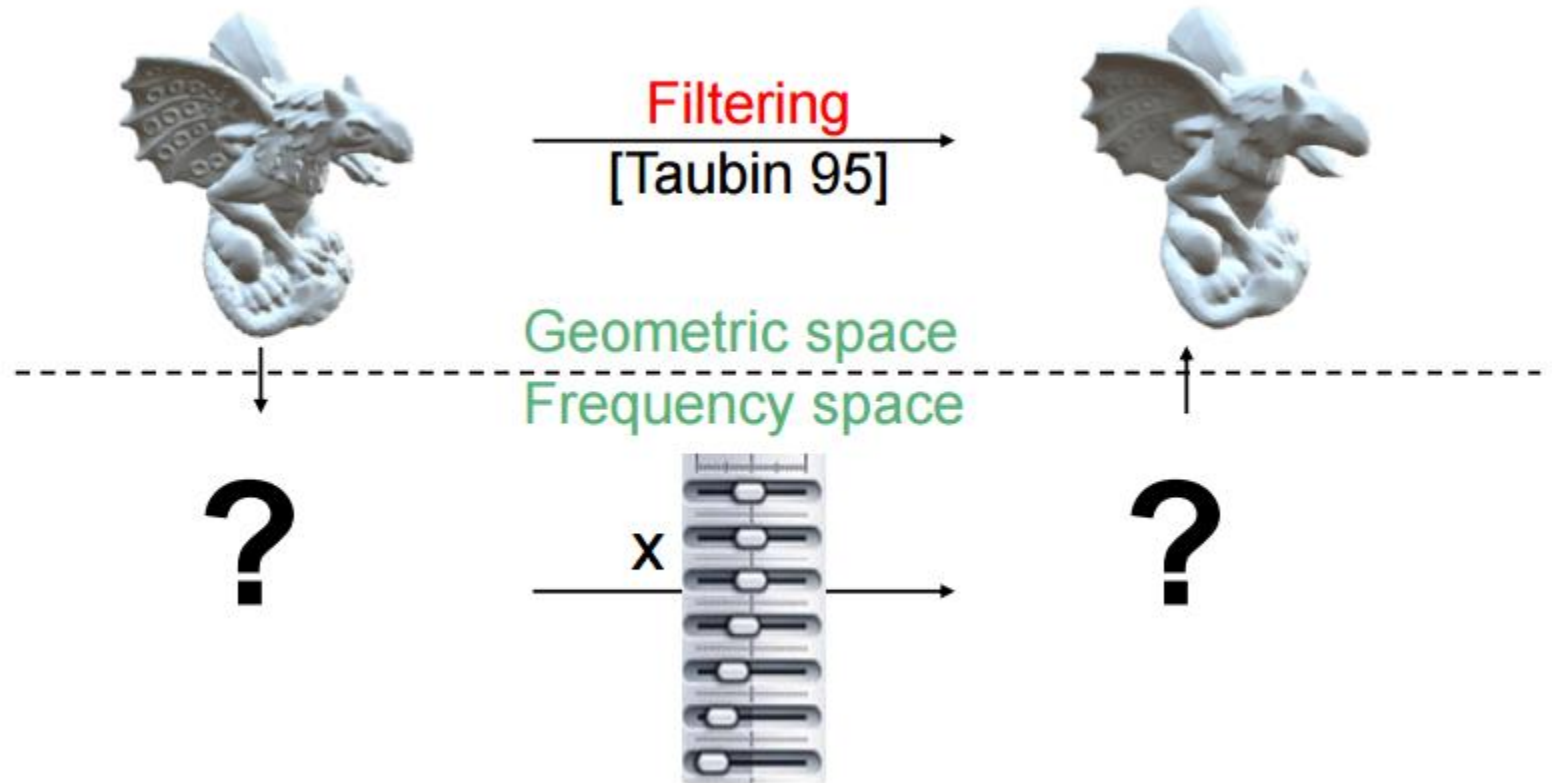 Filtering
[Taubin 95]
Geometric space
Frequency space
?
x
?